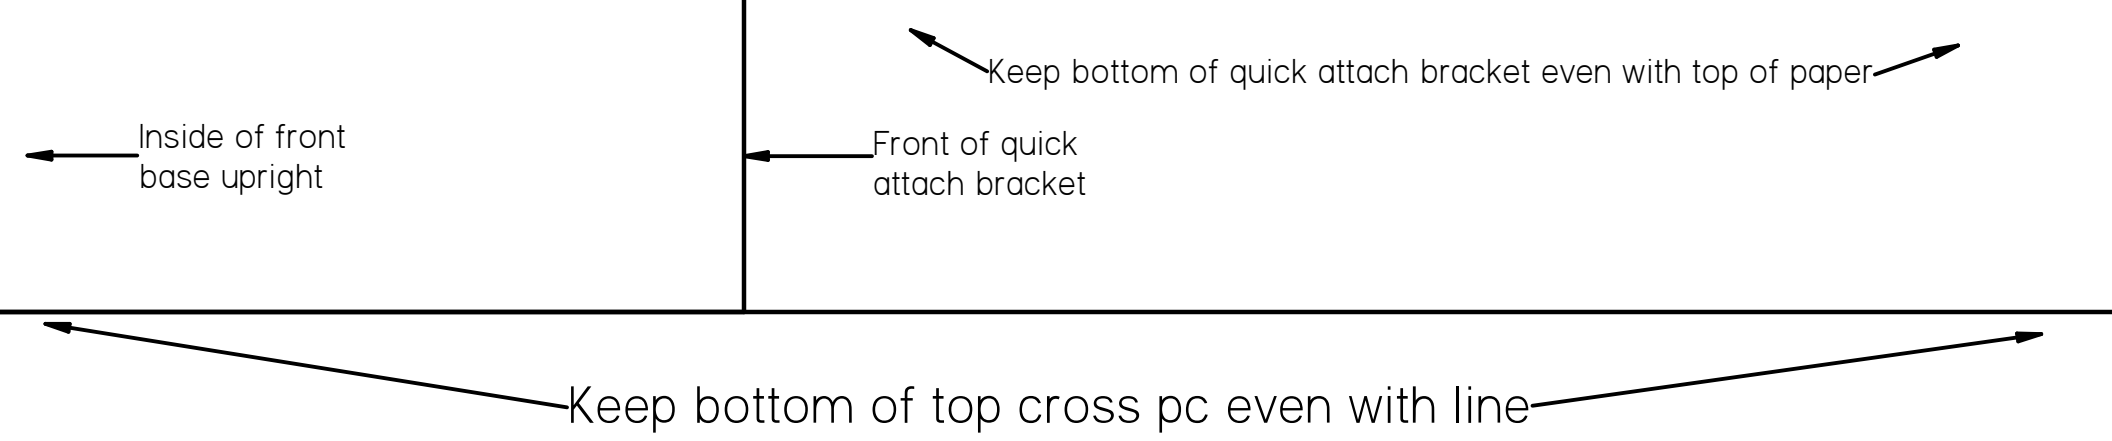 Keep bottom of quick attach bracket even with top of paper
Inside of front
base upright
Front of quick
attach bracket
Keep bottom of top cross pc even with line